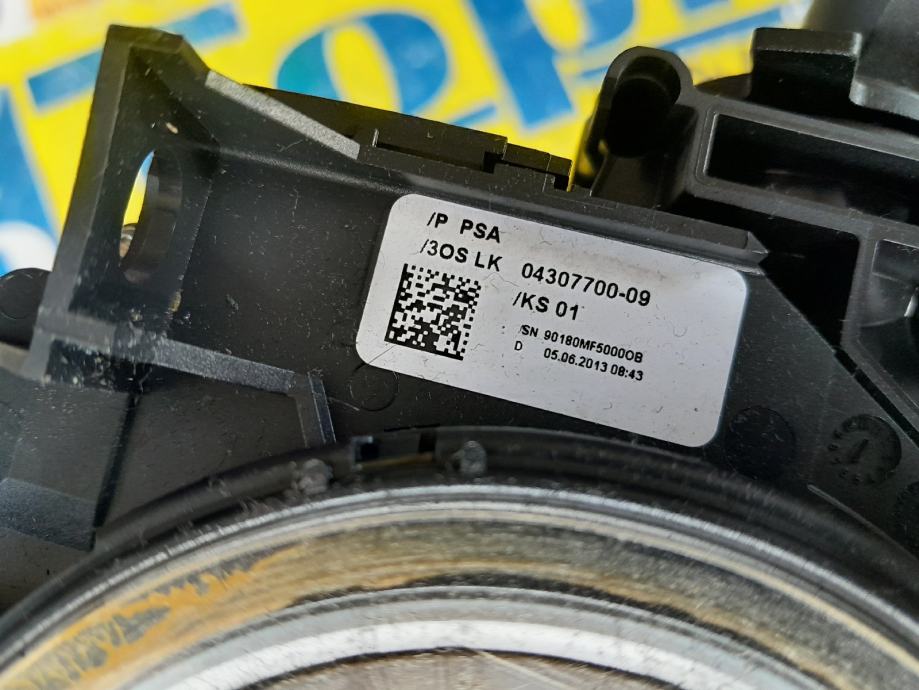 /P PSA
/3OS LK 04307700-09
/KS 01
/SN 90180MF5000OB
D 05.06.2013 08:43